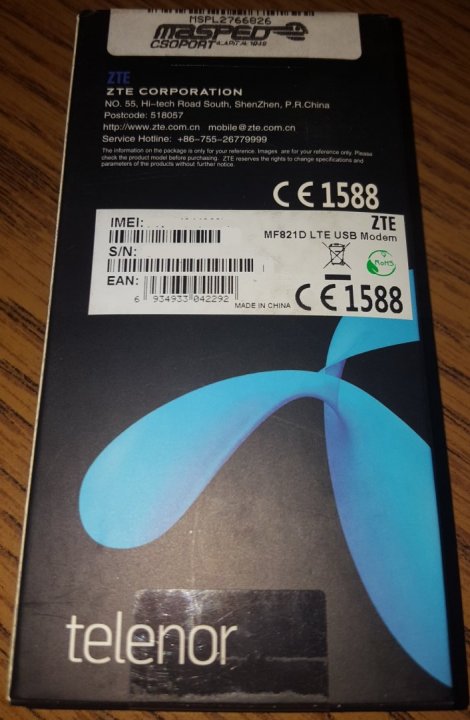 MSPL2766826
MASPED
CSOPORT ALAPÍTVA 1948
ZTE
ZTE CORPORATION
NO. 55, Hi-tech Road South, ShenZhen, P.R.China
Postcode: 518057
http://www.zte.com.cn mobile@zte.com.cn
Service Hotline: +86-755-26779999
The information on the package is only for your reference. Images are for your reference only. Please
check the product model before purchasing. ZTE reserves the rights to change specifications and
parameters of the products without further notice.
CE1588
IMEI:
ZTE
MF821D LTE USB Modem
S/N:
RoHS
EAN:
6 934933 042292
MADE IN CHINA
CE1588
telenor